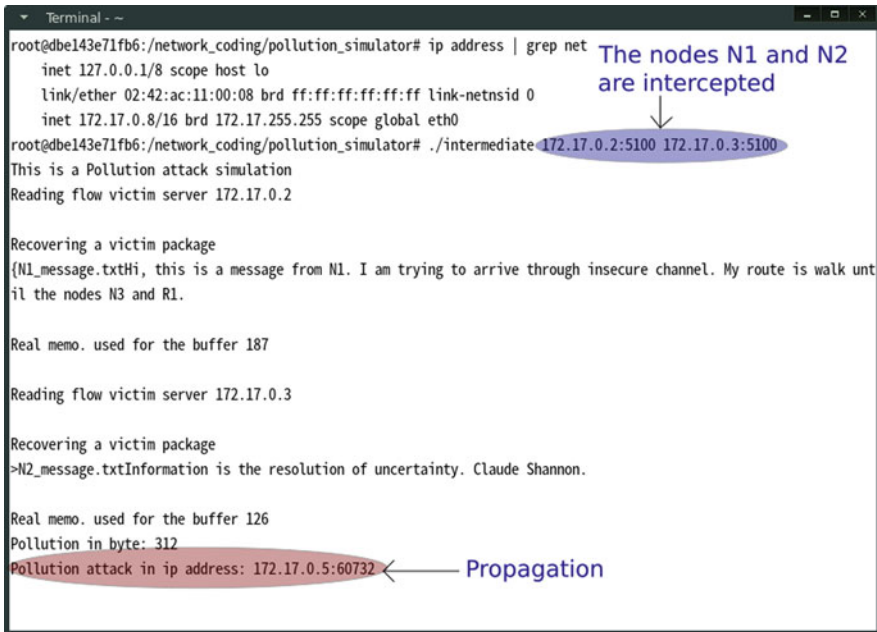 Terminal - ~
root@dbe143e71fb6:/network_coding/pollution_simulator# ip address | grep net
inet 127.0.0.1/8 scope host lo
link/ether 02:42:ac:11:00:08 brd ff:ff:ff:ff:ff:ff link-netnsid 0
inet 172.17.0.8/16 brd 172.17.255.255 scope global eth0
The nodes N1 and N2
are intercepted
root@dbe143e71fb6:/network_coding/pollution_simulator# ./intermediate 172.17.0.2:5100 172.17.0.3:5100
This is a Pollution attack simulation
Reading flow victim server 172.17.0.2
Recovering a victim package
{N1_message.txtHi, this is a message from N1. I am trying to arrive through insecure channel. My route is walk unt
il the nodes N3 and R1.
Real memo. used for the buffer 187
Reading flow victim server 172.17.0.3
Recovering a victim package
>N2_message.txtInformation is the resolution of uncertainty. Claude Shannon.
Real memo. used for the buffer 126
Pollution in byte: 312
Pollution attack in ip address: 172.17.0.5:60732
Propagation